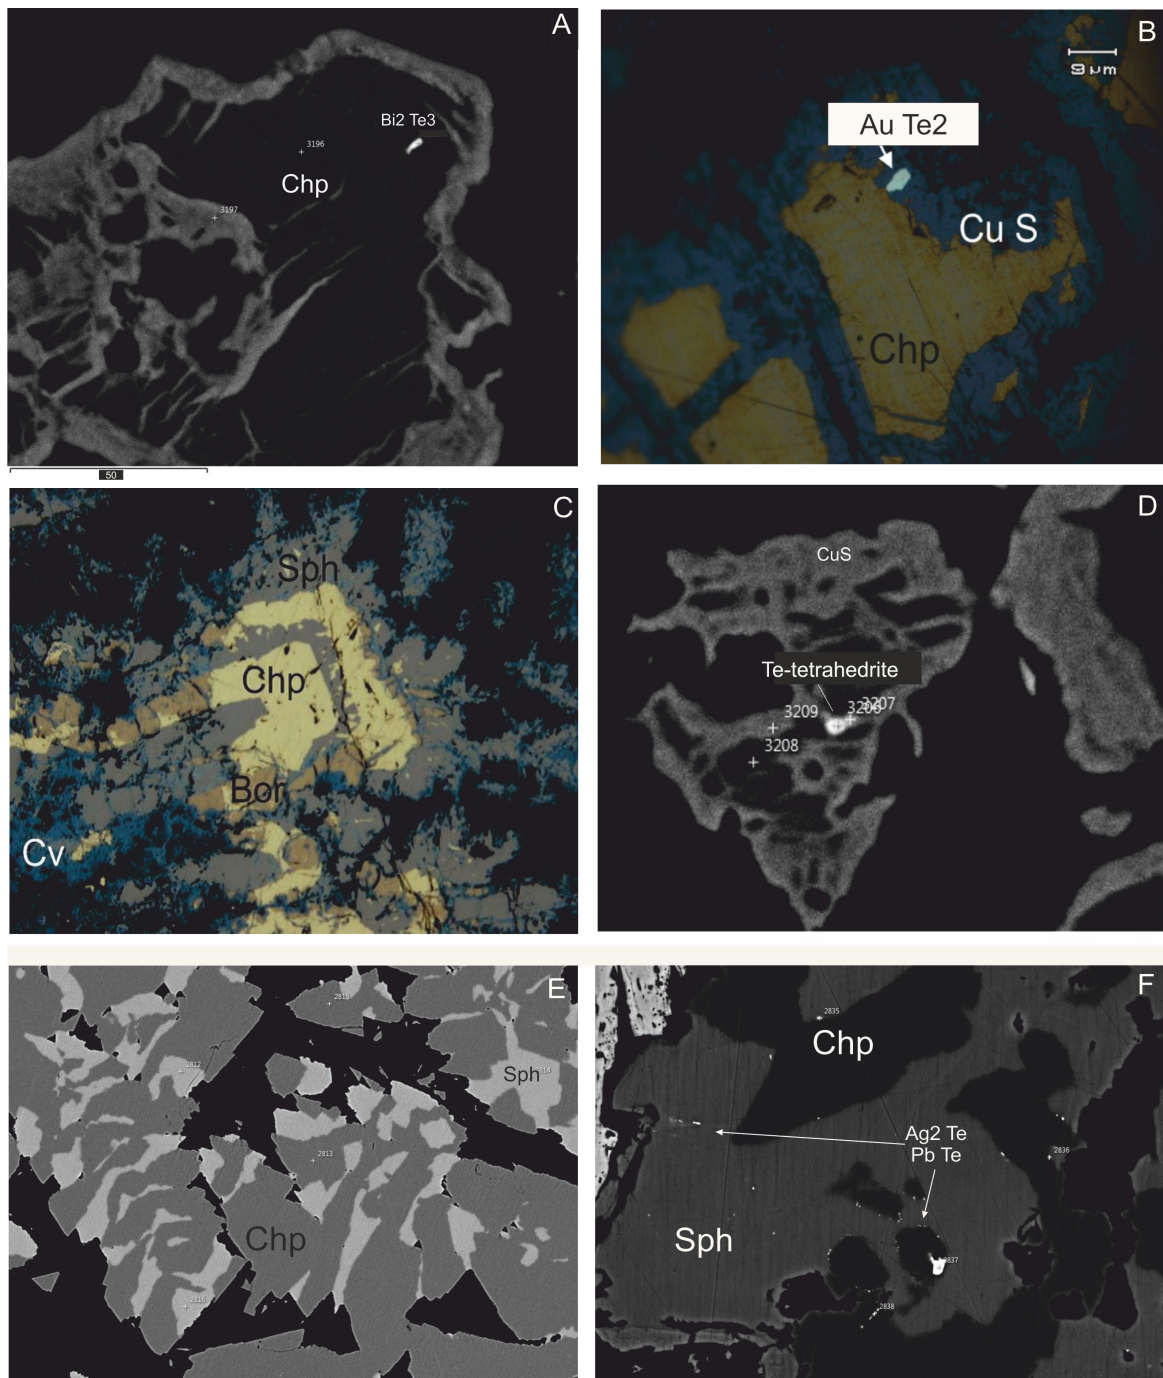 A
Bi2 Te3
3196
Chp
3197
50
B
9 µm
Au Te2
Cu S
Chp
C
Sph
Chp
Bor
Cv
D
CuS
Te-tetrahedrite
3207
3209
3208
E
2815
2812
Sph
2813
Chp
2816
F
2835
Chp
Ag2 Te
Pb Te
2836
Sph
2837
2838